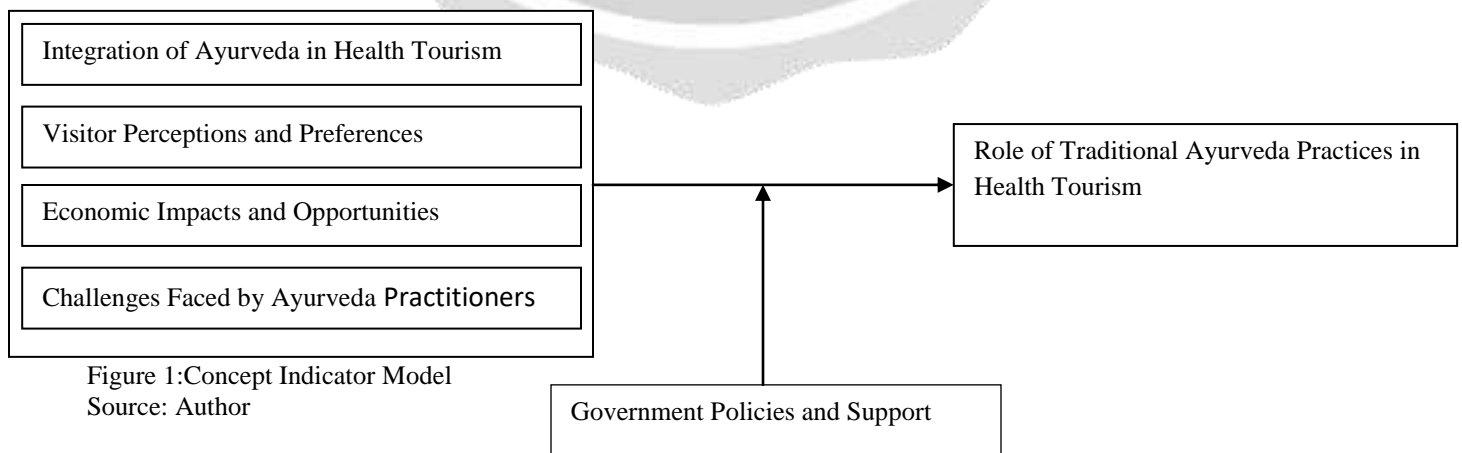 Integration of Ayurveda in Health Tourism
Visitor Perceptions and Preferences
Economic Impacts and Opportunities
Challenges Faced by Ayurveda Practitioners
Role of Traditional Ayurveda Practices in
Health Tourism
Figure 1:Concept Indicator Model
Source: Author
Government Policies and Support